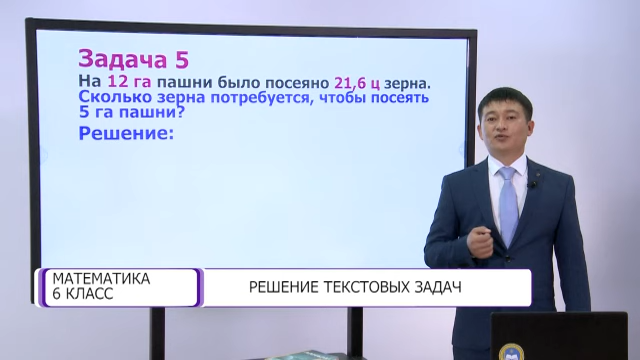 Задача 5
На 12 га пашни было посеяно 21,6 ц зерна.
Сколько зерна потребуется, чтобы посеять
5 га пашни?
Решение:
МАТЕМАТИКА
6 КЛАСС
РЕШЕНИЕ ТЕКСТОВЫХ ЗАДАЧ